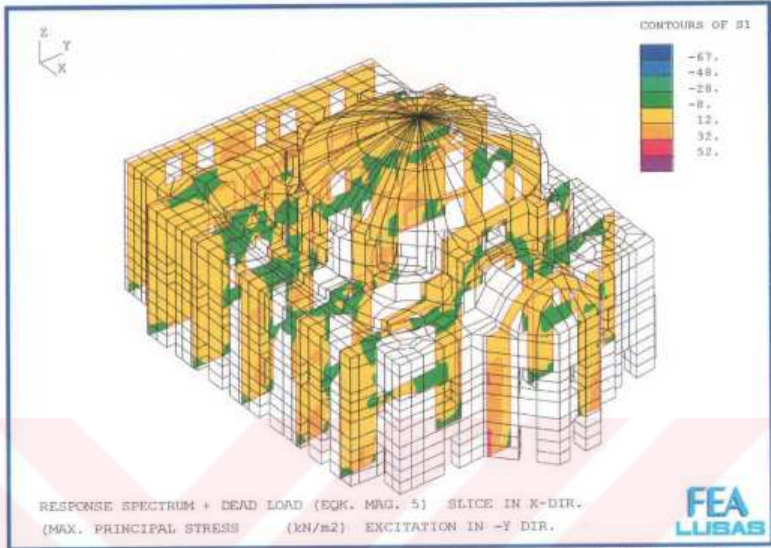 CONTOURS OF S1
Z
Y
X
-67.
-48.
-28.
-8.
12.
32.
52.
RESPONSE SPECTRUM + DEAD LOAD (EQK. MAG. 5) SLICE IN X-DIR.
(MAX. PRINCIPAL STRESS (kN/m2) EXCITATION IN -Y DIR.
FEA
LUSAS